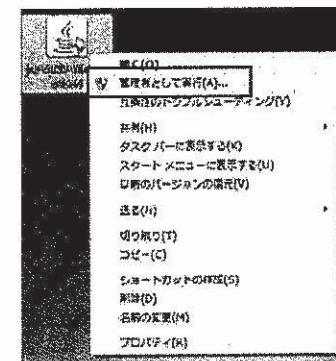 開く(O)
管理者として実行(A)...
互換性のトラブルシューティング(Y)
共有(H)
タスク バーに表示する(K)
スタート メニューに表示する(U)
以前のバージョンの復元(V)
送る(N)
切り取り(T)
コピー(C)
ショートカットの作成(S)
削除(D)
名前の変更(M)
プロパティ(R)